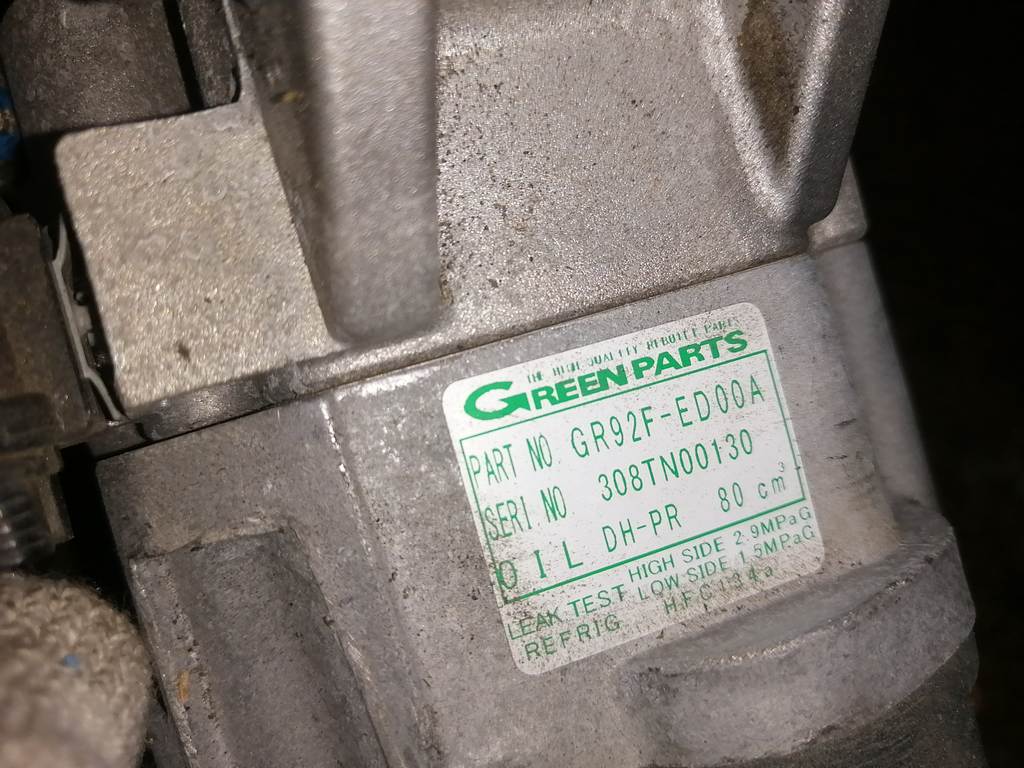 THE HIGH QUALITY REBUILT PARTS
GREEN PARTS
PART NO. GR92F-ED00A
SERI.NO 308TN00130
OIL DH-PR 80 cm³
LEAK TEST HIGH SIDE 2.9MPaG
LOW SIDE 1.5MPaG
REFRIG HFC134a